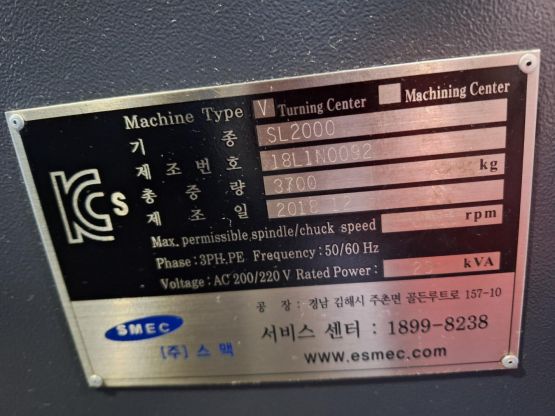 Machine Type V Turning Center Machining Center
기 종 SL2000
제 조 번 호 18L1N0092
총 중 량 3700 kg
제 조 일 2018.12
Max. permissible spindle/chuck speed rpm
Phase: 3PH,PE Frequency: 50/60 Hz
Voltage: AC 200/220 V Rated Power: kVA
KCs
공 장 : 경남 김해시 주촌면 골든루트로 157-10
SMEC
서비스 센터 : 1899-8238
[주] 스 맥
www.esmec.com